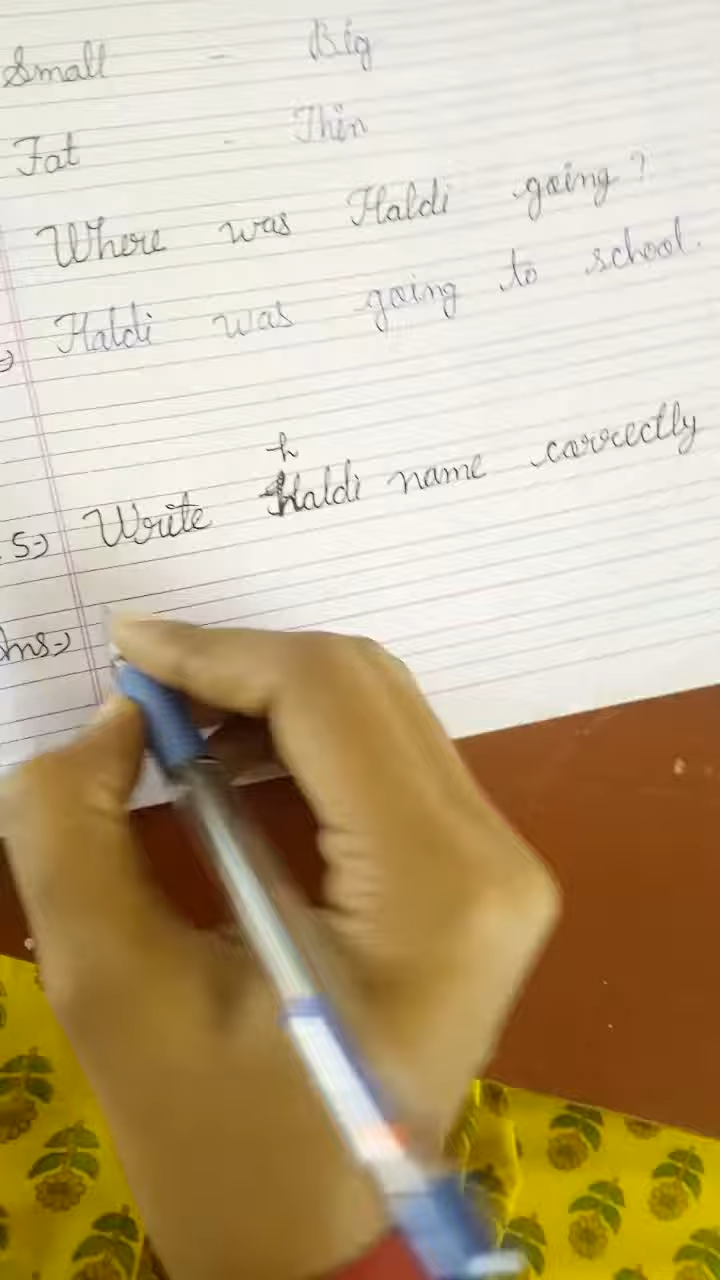 Small - Big
Fat - Thin
Where was Haldi going?
⇒ Haldi was going to school.
h
5⇒ Write Haldi name correctly
Ans⇒